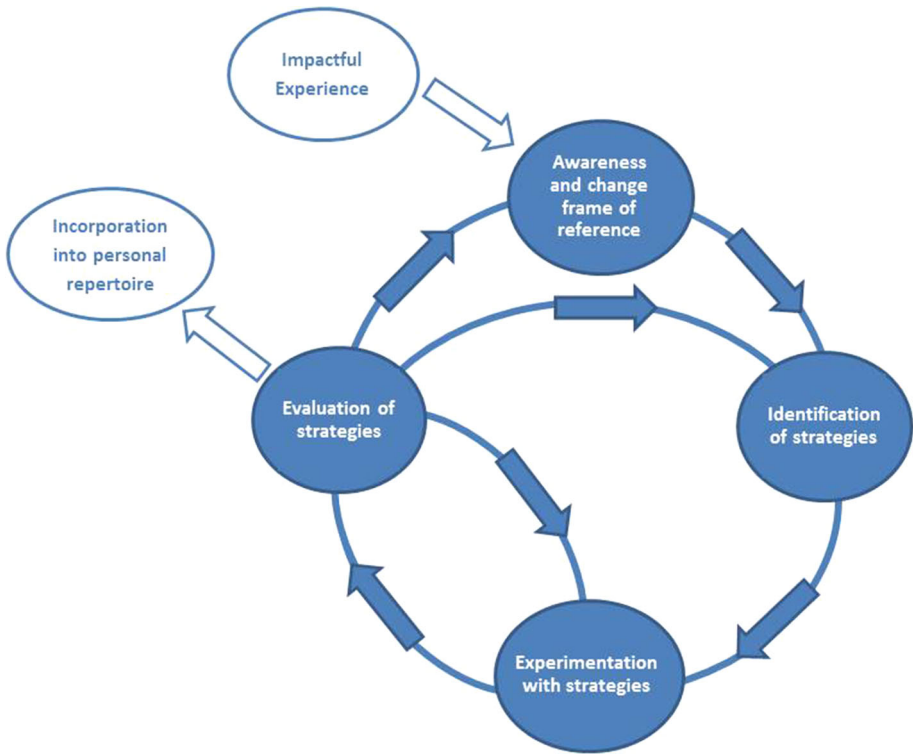 Impactful
Experience
Awareness
and change
frame of
reference
Incorporation
into personal
repertoire
Evaluation of
strategies
Identification
of strategies
Experimentation
with strategies